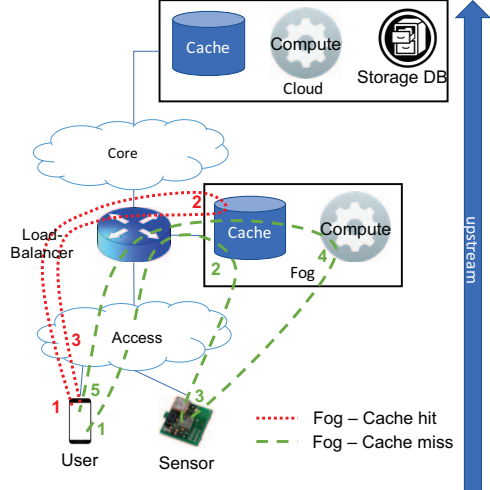 Cache
Compute
Cloud
Storage DB
Core
2
Load-
Balancer
Cache
Compute
4
2
Fog
upstream
Access
3
5
3
1
1
User
Sensor
Fog – Cache hit
Fog – Cache miss